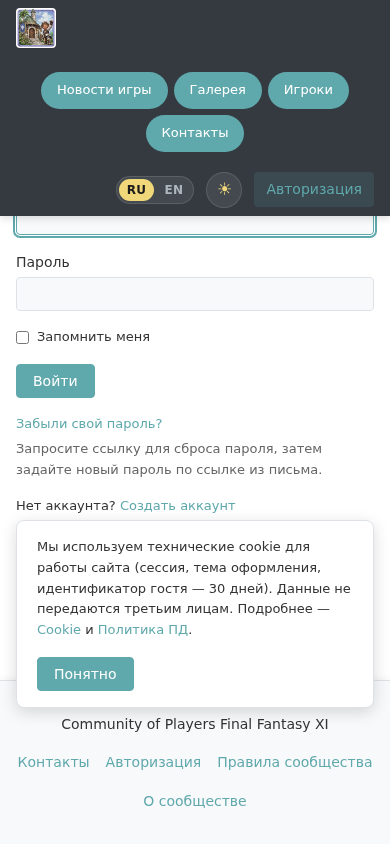 Новости игры
Галерея
Игроки
Контакты
RU
EN
Авторизация
Пароль
Запомнить меня
Войти
Забыли свой пароль?
Запросите ссылку для сброса пароля, затем
задайте новый пароль по ссылке из письма.
Нет аккаунта? Создать аккаунт
Мы используем технические cookie для
работы сайта (сессия, тема оформления,
идентификатор гостя — 30 дней). Данные не
передаются третьим лицам. Подробнее —
Cookie и Политика ПД.
Понятно
Community of Players Final Fantasy XI
Контакты
Авторизация
Правила сообщества
О сообществе